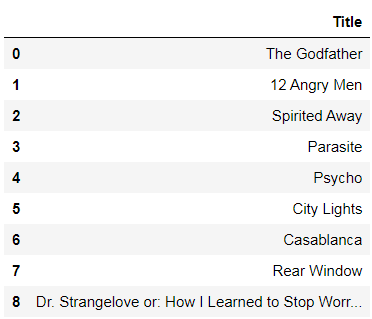 Title
0 The Godfather
1 12 Angry Men
2 Spirited Away
3 Parasite
4 Psycho
5 City Lights
6 Casablanca
7 Rear Window
8 Dr. Strangelove or: How I Learned to Stop Worr...